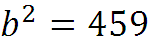 b² = 459